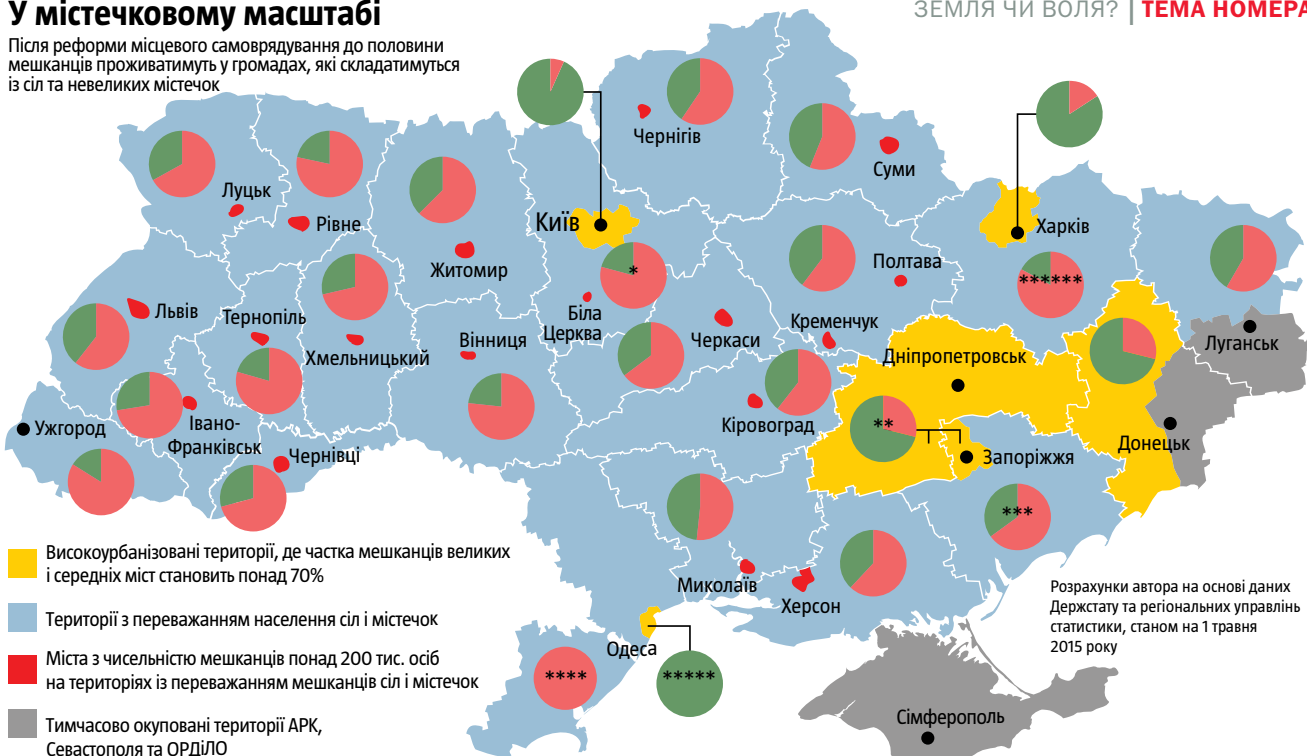 У містечковому масштабі
ЗЕМЛЯ ЧИ ВОЛЯ? | ТЕМА НОМЕРА
Після реформи місцевого самоврядування до половини
мешканців проживатимуть у громадах, які складатимуться
із сіл та невеликих містечок
Чернігів
Суми
Луцьк
Рівне
Київ
Харків
Житомир
*
Полтава
******
Львів
Тернопіль
Хмельницький
Вінниця
Біла
Церква
Черкаси
Кременчук
Дніпропетровськ
Луганськ
Ужгород
Івано-
Франківськ
Чернівці
Кіровоград
**
Запоріжжя
Донецьк
***
Миколаїв
Херсон
Одеса
****
*****
Сімферополь
Високоурбанізовані території, де частка мешканців великих
і середніх міст становить понад 70%
Території з переважанням населення сіл і містечок
Міста з чисельністю мешканців понад 200 тис. осіб
на територіях із переважанням мешканців сіл і містечок
Тимчасово окуповані території АРК,
Севастополя та ОРДіЛО
Розрахунки автора на основі даних
Держстату та регіональних управлінь
статистики, станом на 1 травня
2015 року